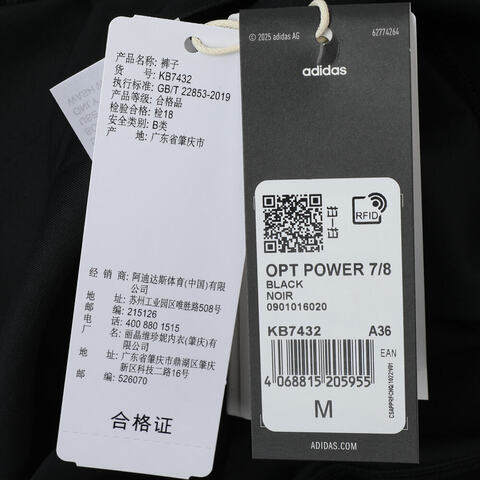 产品名称: 裤子
货 号: KB7432
执行标准: GB/T 22853-2019
产品等级: 合格品
检验合格: 检18
安全类别: B类
产 地: 广东省肇庆市
经 销 商: 阿迪达斯体育(中国)有限
公司
地 址: 苏州工业园区唯胜路508号
邮 编: 215126
电 话: 400 880 1515
厂 名: 丽晶维珍妮内衣(肇庆)有
限公司
地 址: 广东省肇庆市鼎湖区肇庆
新区科技二路16号
邮 编: 526070
合格证
© 2025 adidas AG
62774264
adidas
RFID
OPT POWER 7/8
BLACK
NOIR
0901016020
KB7432 A36
EAN
4 068815 205955
M
ADIDAS.COM